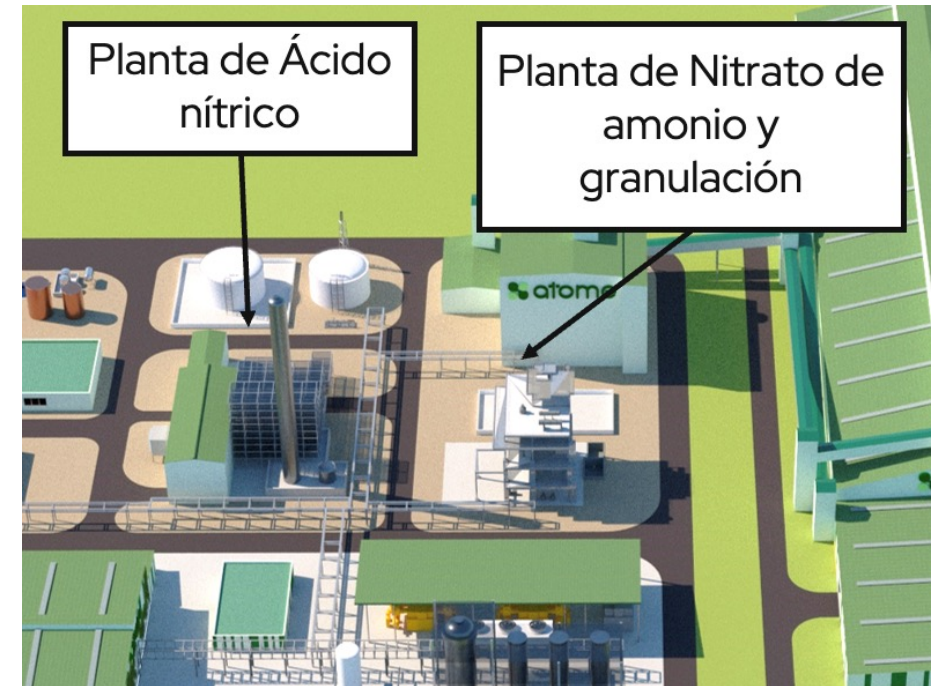 Planta de Ácido
nítrico
Planta de Nitrato de
amonio y
granulación
atome